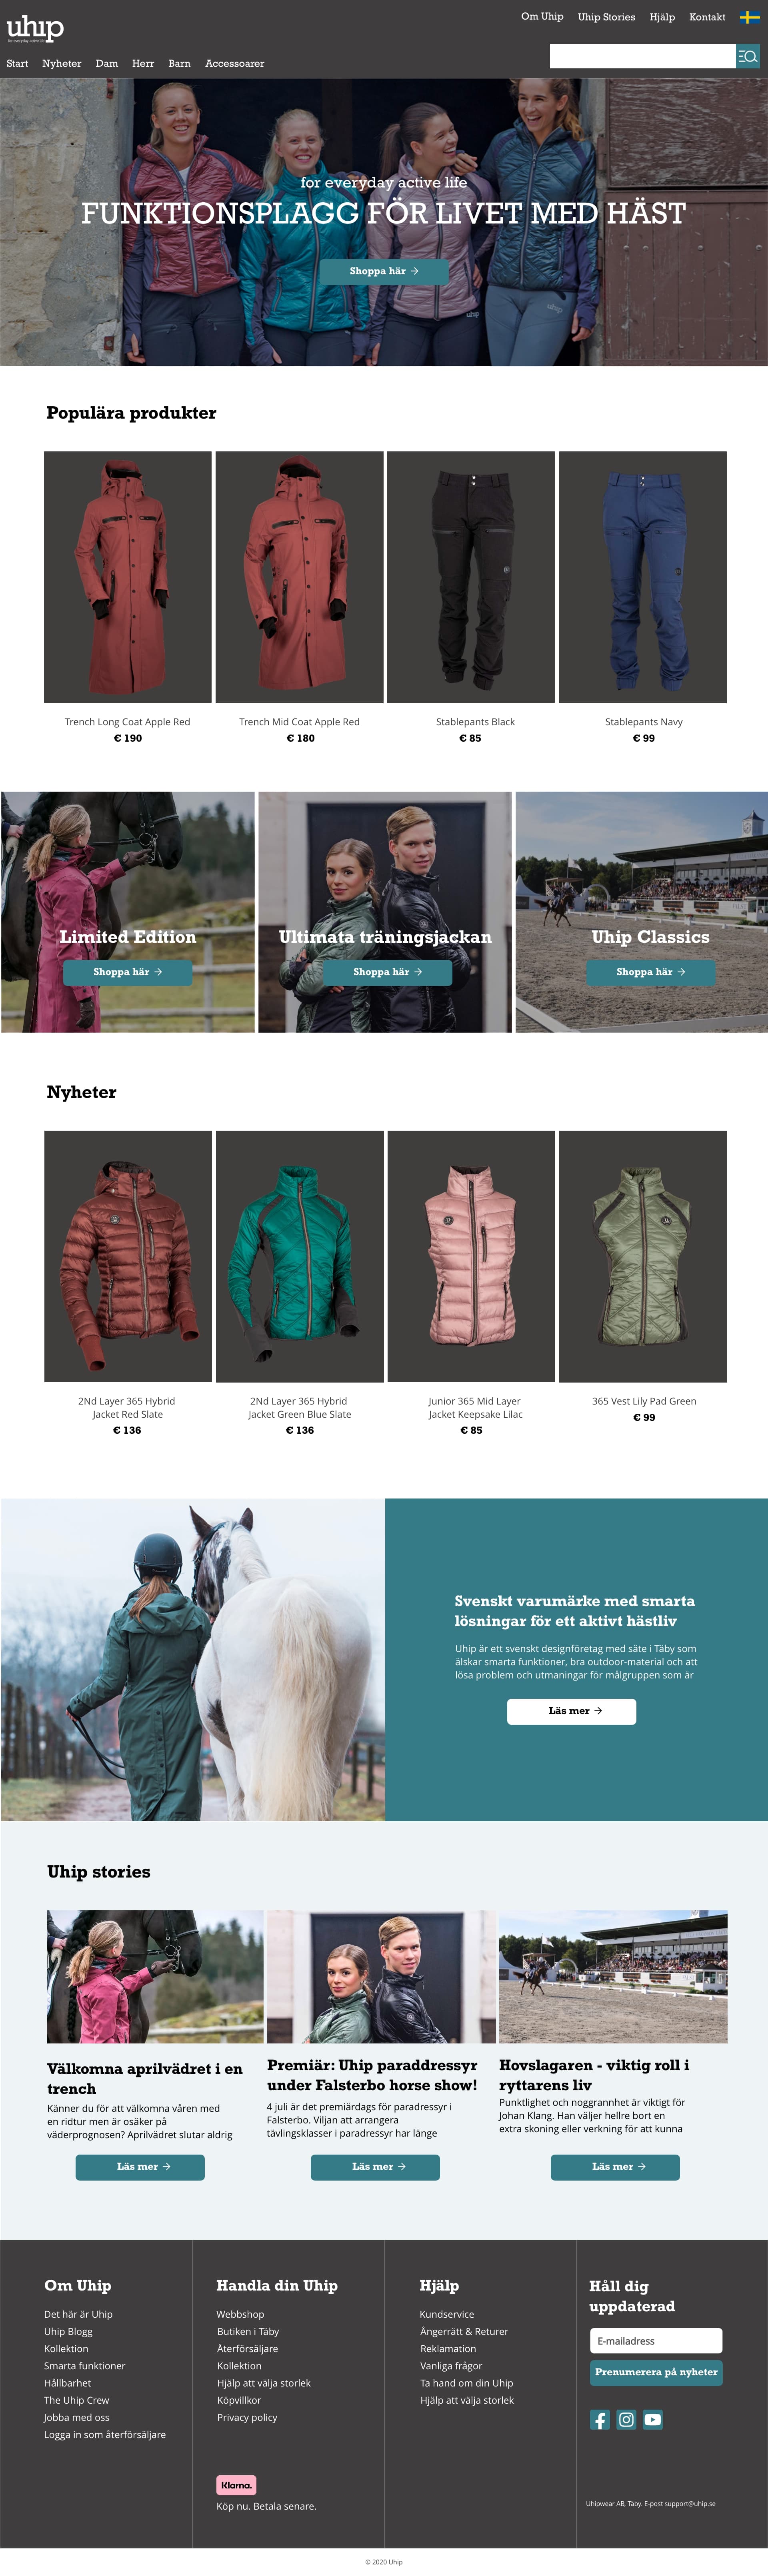 Om Uhip Uhip Stories Hjälp Kontakt
uhip
for everyday active life
Start Nyheter Dam Herr Barn Accessoarer
for everyday active life
FUNKTIONSPLAGG FÖR LIVET MED HÄST
Shoppa här →
uhip uhip
Populära produkter
Trench Long Coat Apple Red
€ 190
Trench Mid Coat Apple Red
€ 180
Stablepants Black
€ 85
Stablepants Navy
€ 99
Limited Edition
Shoppa här →
Ultimata träningsjackan
Shoppa här →
Uhip Classics
Shoppa här →
Nyheter
2Nd Layer 365 Hybrid
Jacket Red Slate
€ 136
2Nd Layer 365 Hybrid
Jacket Green Blue Slate
€ 136
Junior 365 Mid Layer
Jacket Keepsake Lilac
€ 85
365 Vest Lily Pad Green
€ 99
Svenskt varumärke med smarta
lösningar för ett aktivt hästliv
Uhip är ett svenskt designföretag med säte i Täby som
älskar smarta funktioner, bra outdoor-material och att
lösa problem och utmaningar för målgruppen som är
Läs mer →
Uhip stories
Välkomna aprilvädret i en
trench
Känner du för att välkomna våren med
en ridtur men är osäker på
väderprognosen? Aprilvädret slutar aldrig
Läs mer →
Premiär: Uhip paraddressyr
under Falsterbo horse show!
4 juli är det premiärdags för paradressyr i
Falsterbo. Viljan att arrangera
tävlingsklasser i paradressyr har länge
Läs mer →
Hovslagaren - viktig roll i
ryttarens liv
Punktlighet och noggrannhet är viktigt för
Johan Klang. Han väljer hellre bort en
extra skoning eller verkning för att kunna
Läs mer →
Om Uhip
Det här är Uhip
Uhip Blogg
Kollektion
Smarta funktioner
Hållbarhet
The Uhip Crew
Jobba med oss
Logga in som återförsäljare
Handla din Uhip
Webbshop
Butiken i Täby
Återförsäljare
Kollektion
Hjälp att välja storlek
Köpvillkor
Privacy policy
Klarna.
Köp nu. Betala senare.
Hjälp
Kundservice
Ångerrätt & Returer
Reklamation
Vanliga frågor
Ta hand om din Uhip
Hjälp att välja storlek
Håll dig
uppdaterad
E-mailadress
Prenumerera på nyheter
Uhipwear AB, Täby. E-post support@uhip.se
© 2020 Uhip